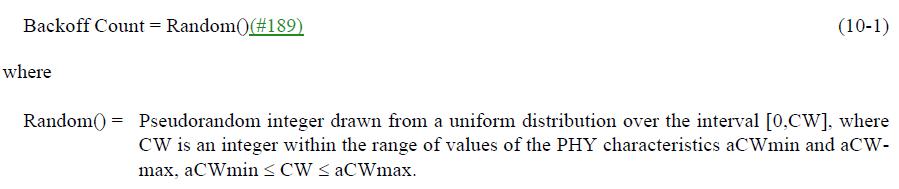 Backoff Count = Random()(#189) (10-1)
where
Random() = Pseudorandom integer drawn from a uniform distribution over the interval [0,CW], where
CW is an integer within the range of values of the PHY characteristics aCWmin and aCW-
max, aCWmin ≤ CW ≤ aCWmax.